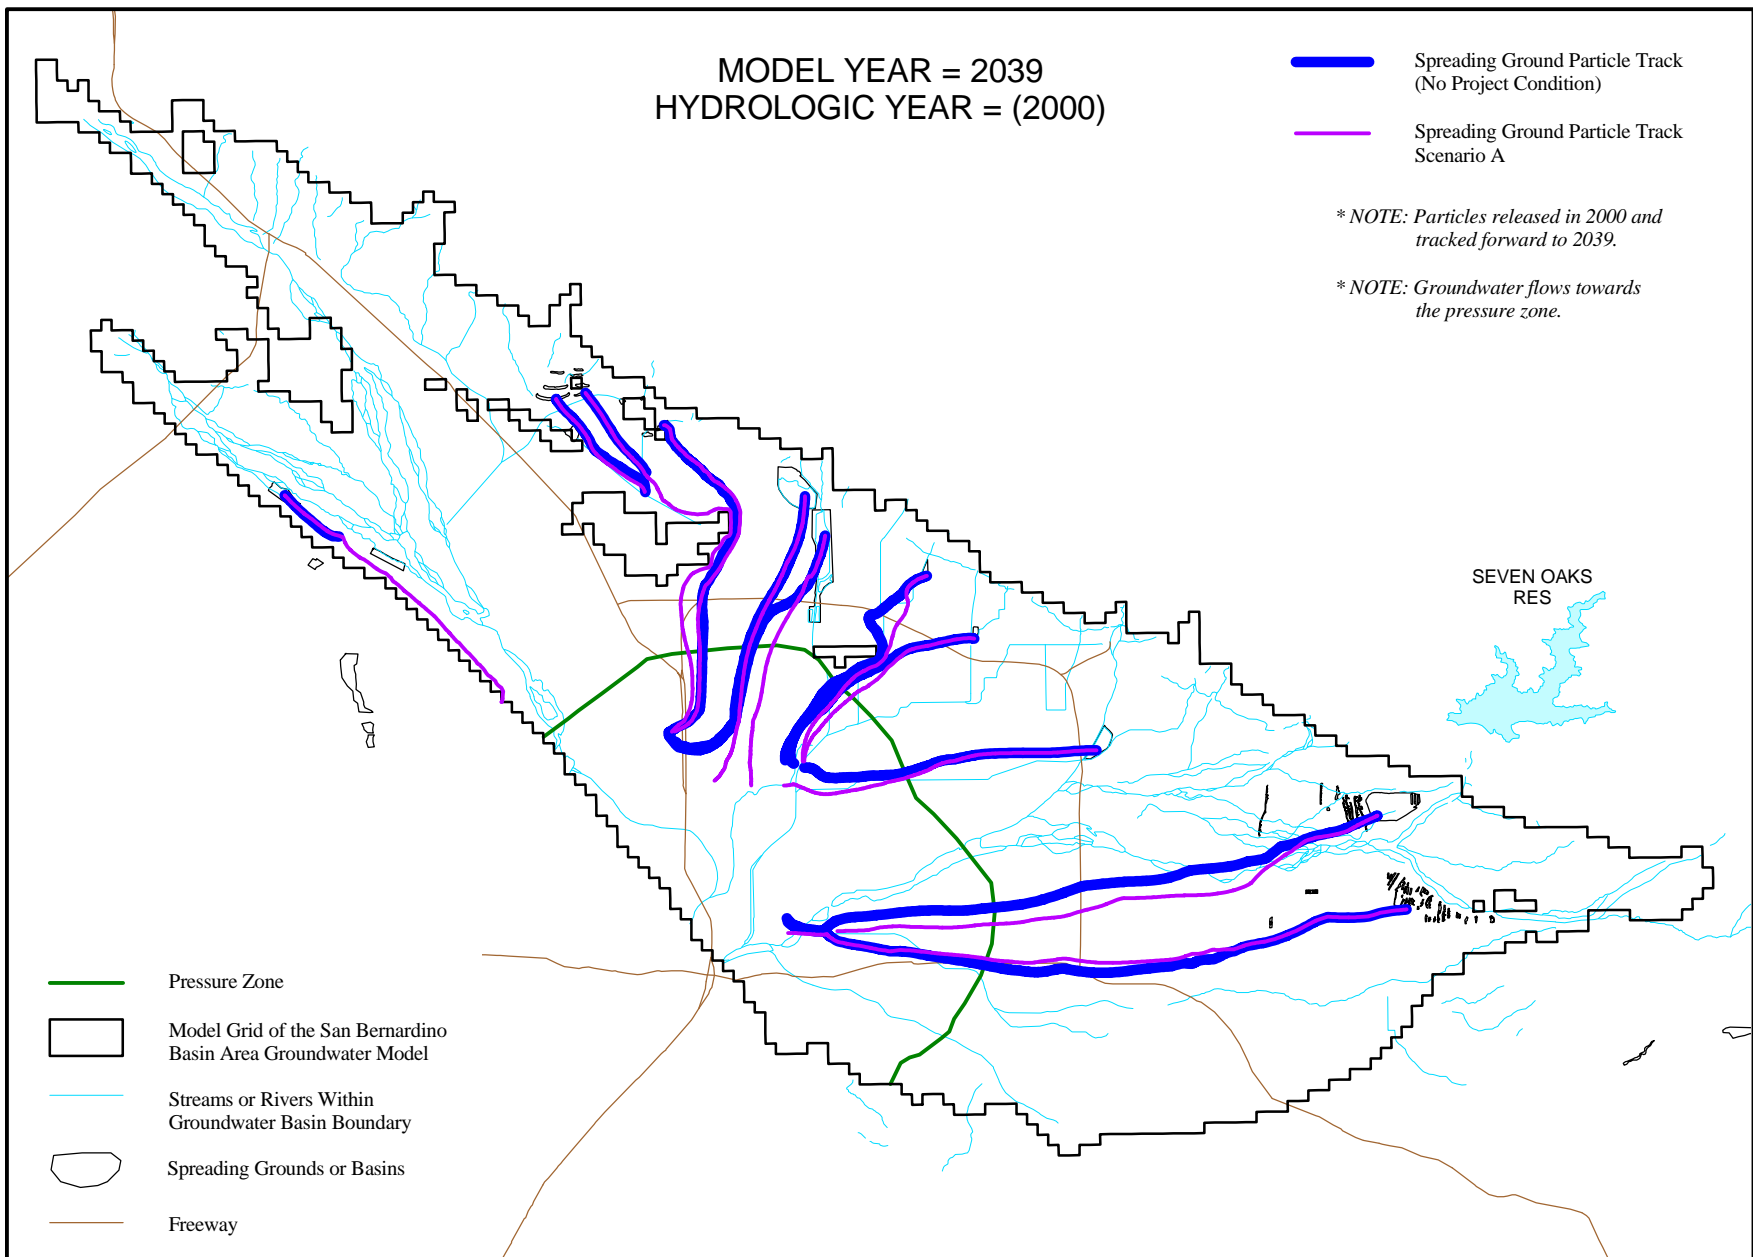 MODEL YEAR = 2039
HYDROLOGIC YEAR = (2000)
Spreading Ground Particle Track
(No Project Condition)
Spreading Ground Particle Track
Scenario A
* NOTE: Particles released in 2000 and
tracked forward to 2039.
* NOTE: Groundwater flows towards
the pressure zone.
SEVEN OAKS
RES
Pressure Zone
Model Grid of the San Bernardino
Basin Area Groundwater Model
Streams or Rivers Within
Groundwater Basin Boundary
Spreading Grounds or Basins
Freeway